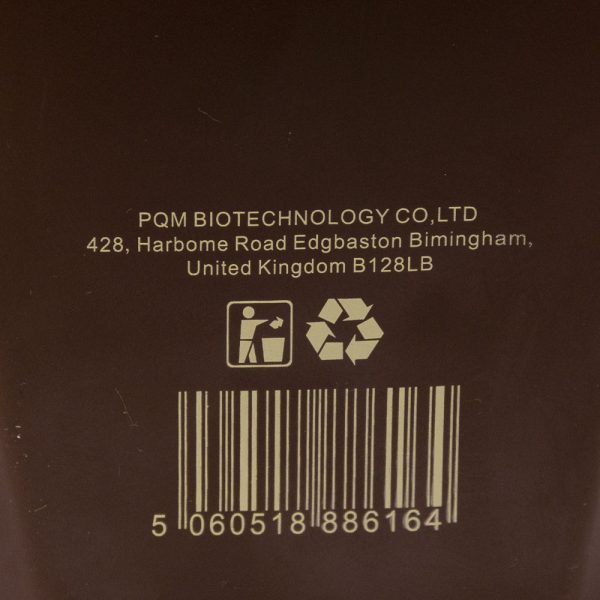 PQM BIOTECHNOLOGY CO,LTD
428, Harbome Road Edgbaston Bimingham,
United Kingdom B128LB
5 060518 886164